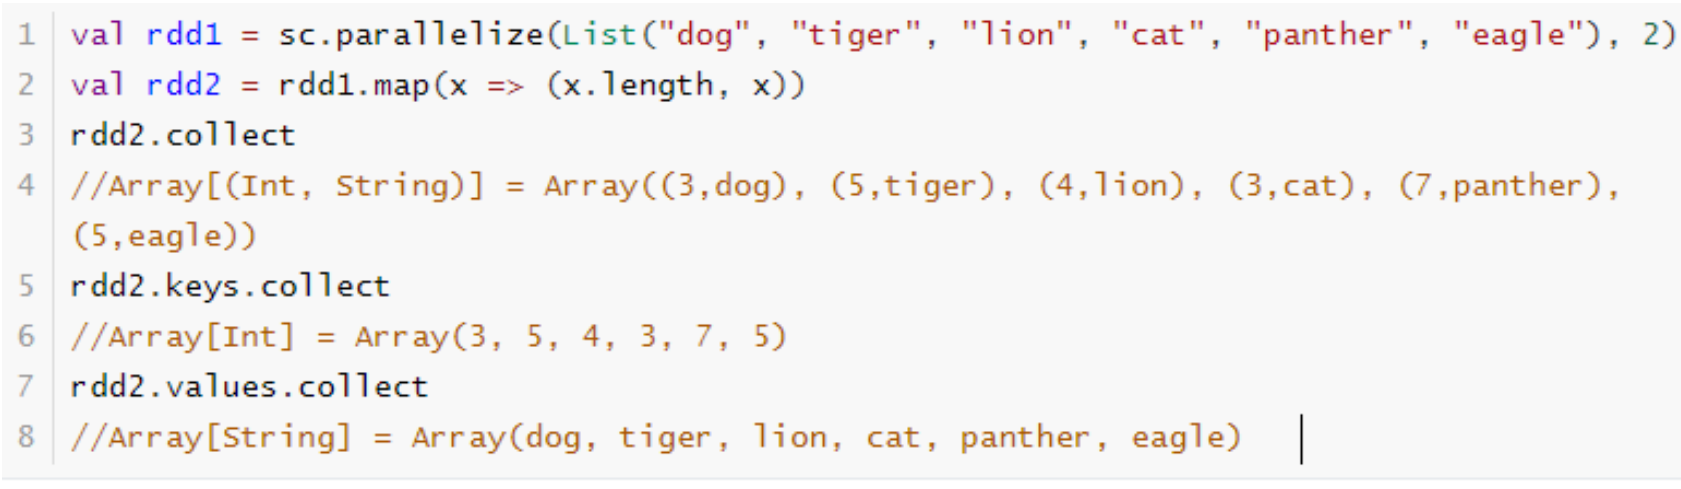 1 val rdd1 = sc.parallelize(List("dog", "tiger", "lion", "cat", "panther", "eagle"), 2)
2 val rdd2 = rdd1.map(x => (x.length, x))
3 rdd2.collect
4 //Array[(Int, String)] = Array((3,dog), (5,tiger), (4,lion), (3,cat), (7,panther),
(5,eagle))
5 rdd2.keys.collect
6 //Array[Int] = Array(3, 5, 4, 3, 7, 5)
7 rdd2.values.collect
8 //Array[String] = Array(dog, tiger, lion, cat, panther, eagle)